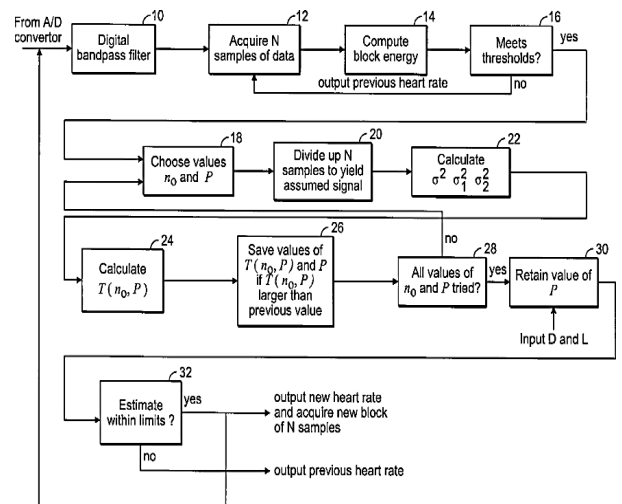 From A/D
convertor
10
Digital
bandpass filter
12
Acquire N
samples of data
14
Compute
block energy
16
Meets
thresholds?
yes
no
output previous heart rate
18
Choose values
n₀ and P
20
Divide up N
samples to yield
assumed signal
22
Calculate
σ² σ₁² σ₂²
24
Calculate
T(n₀, P)
26
Save values of
T(n₀, P) and P
if T(n₀, P)
larger than
previous value
no
28
All values of
n₀ and P tried?
yes
30
Retain value of
P
Input D and L
32
Estimate
within limits ?
yes
output new heart rate
and acquire new block
of N samples
no
output previous heart rate